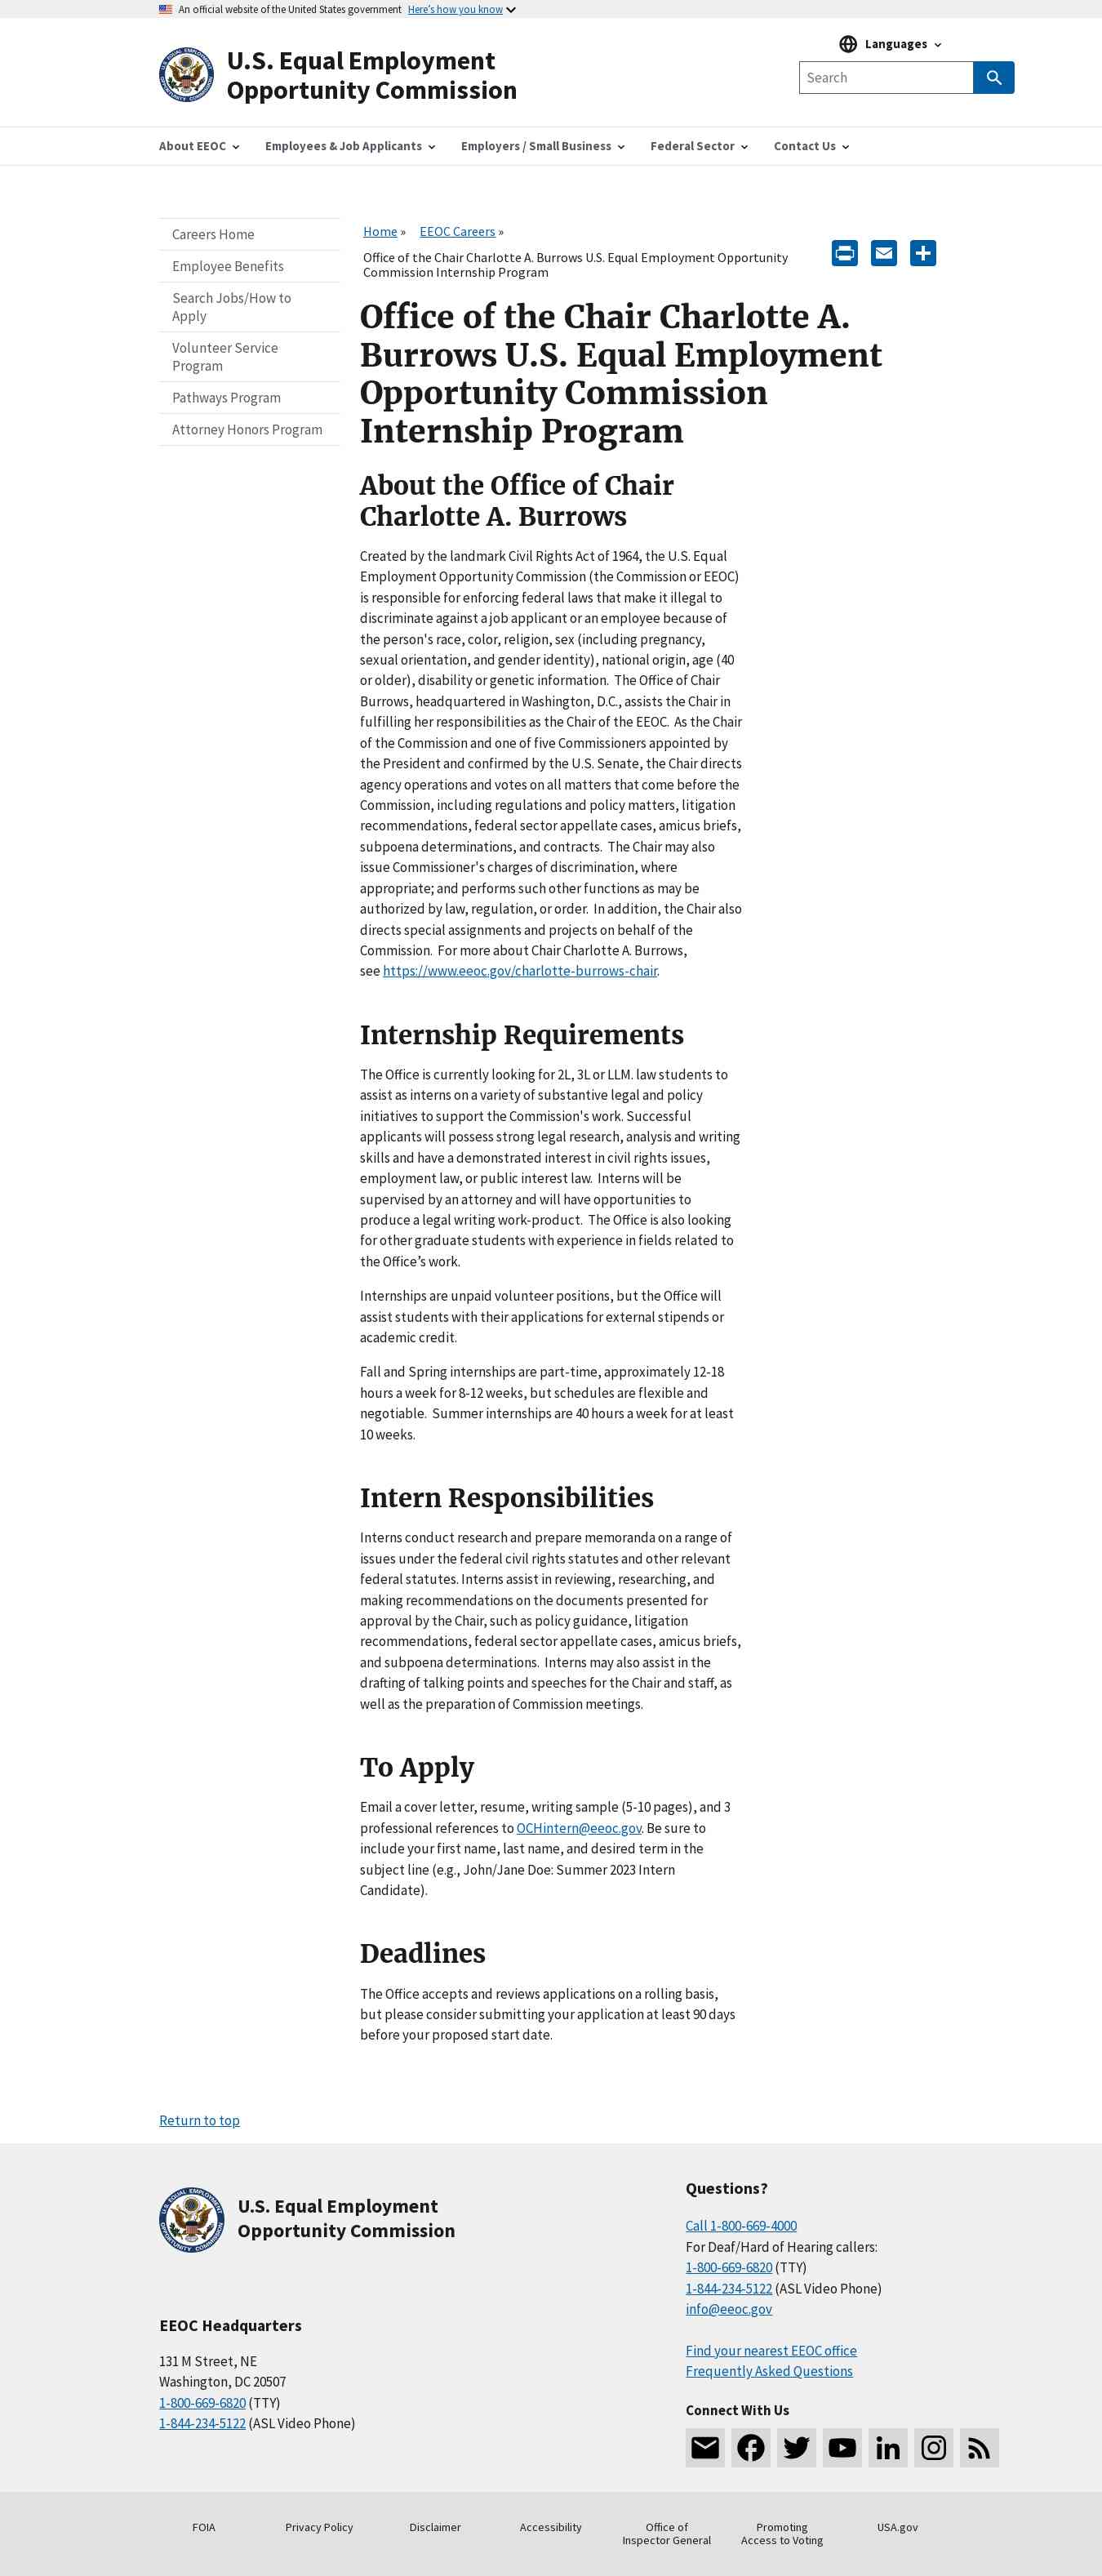 An official website of the United States government Here's how you know
Languages
U.S. Equal Employment
Opportunity Commission
Search
About EEOC
Employees & Job Applicants
Employers / Small Business
Federal Sector
Contact Us
Careers Home
Employee Benefits
Search Jobs/How to
Apply
Volunteer Service
Program
Pathways Program
Attorney Honors Program
Home » EEOC Careers »
Office of the Chair Charlotte A. Burrows U.S. Equal Employment Opportunity
Commission Internship Program
Office of the Chair Charlotte A.
Burrows U.S. Equal Employment
Opportunity Commission
Internship Program
About the Office of Chair
Charlotte A. Burrows
Created by the landmark Civil Rights Act of 1964, the U.S. Equal
Employment Opportunity Commission (the Commission or EEOC)
is responsible for enforcing federal laws that make it illegal to
discriminate against a job applicant or an employee because of
the person's race, color, religion, sex (including pregnancy,
sexual orientation, and gender identity), national origin, age (40
or older), disability or genetic information. The Office of Chair
Burrows, headquartered in Washington, D.C., assists the Chair in
fulfilling her responsibilities as the Chair of the EEOC. As the Chair
of the Commission and one of five Commissioners appointed by
the President and confirmed by the U.S. Senate, the Chair directs
agency operations and votes on all matters that come before the
Commission, including regulations and policy matters, litigation
recommendations, federal sector appellate cases, amicus briefs,
subpoena determinations, and contracts. The Chair may also
issue Commissioner's charges of discrimination, where
appropriate; and performs such other functions as may be
authorized by law, regulation, or order. In addition, the Chair also
directs special assignments and projects on behalf of the
Commission. For more about Chair Charlotte A. Burrows,
see https://www.eeoc.gov/charlotte-burrows-chair.
Internship Requirements
The Office is currently looking for 2L, 3L or LLM. law students to
assist as interns on a variety of substantive legal and policy
initiatives to support the Commission's work. Successful
applicants will possess strong legal research, analysis and writing
skills and have a demonstrated interest in civil rights issues,
employment law, or public interest law. Interns will be
supervised by an attorney and will have opportunities to
produce a legal writing work-product. The Office is also looking
for other graduate students with experience in fields related to
the Office’s work.
Internships are unpaid volunteer positions, but the Office will
assist students with their applications for external stipends or
academic credit.
Fall and Spring internships are part-time, approximately 12-18
hours a week for 8-12 weeks, but schedules are flexible and
negotiable. Summer internships are 40 hours a week for at least
10 weeks.
Intern Responsibilities
Interns conduct research and prepare memoranda on a range of
issues under the federal civil rights statutes and other relevant
federal statutes. Interns assist in reviewing, researching, and
making recommendations on the documents presented for
approval by the Chair, such as policy guidance, litigation
recommendations, federal sector appellate cases, amicus briefs,
and subpoena determinations. Interns may also assist in the
drafting of talking points and speeches for the Chair and staff, as
well as the preparation of Commission meetings.
To Apply
Email a cover letter, resume, writing sample (5-10 pages), and 3
professional references to OCHintern@eeoc.gov. Be sure to
include your first name, last name, and desired term in the
subject line (e.g., John/Jane Doe: Summer 2023 Intern
Candidate).
Deadlines
The Office accepts and reviews applications on a rolling basis,
but please consider submitting your application at least 90 days
before your proposed start date.
Return to top
U.S. Equal Employment
Opportunity Commission
EEOC Headquarters
131 M Street, NE
Washington, DC 20507
1-800-669-6820 (TTY)
1-844-234-5122 (ASL Video Phone)
Questions?
Call 1-800-669-4000
For Deaf/Hard of Hearing callers:
1-800-669-6820 (TTY)
1-844-234-5122 (ASL Video Phone)
info@eeoc.gov
Find your nearest EEOC office
Frequently Asked Questions
Connect With Us
FOIA
Privacy Policy
Disclaimer
Accessibility
Office of
Inspector General
Promoting
Access to Voting
USA.gov